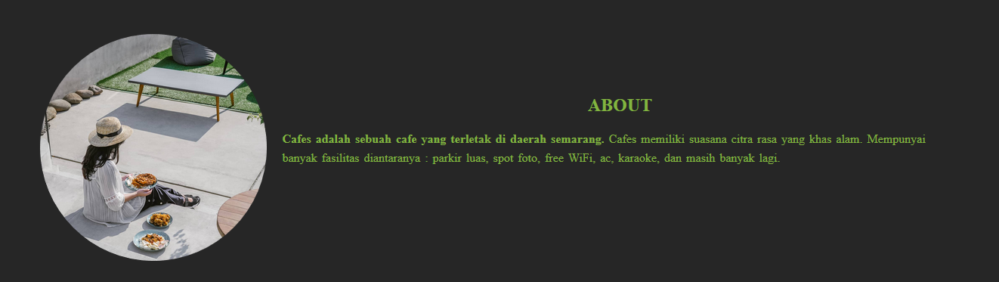 ABOUT
Cafes adalah sebuah cafe yang terletak di daerah semarang. Cafes memiliki suasana citra rasa yang khas alam. Mempunyai
banyak fasilitas diantaranya : parkir luas, spot foto, free WiFi, ac, karaoke, dan masih banyak lagi.